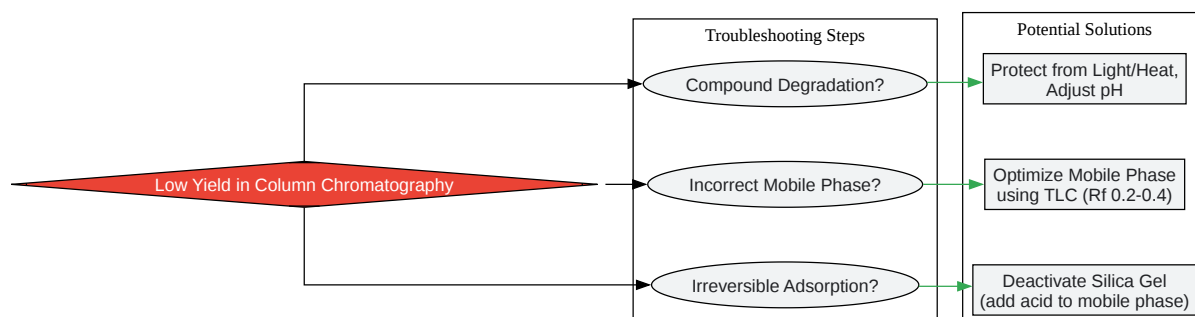 Troubleshooting Steps
Potential Solutions
Low Yield in Column Chromatography
Compound Degradation?
Protect from Light/Heat,
Adjust pH
Incorrect Mobile Phase?
Optimize Mobile Phase
using TLC (Rf 0.2-0.4)
Irreversible Adsorption?
Deactivate Silica Gel
(add acid to mobile phase)